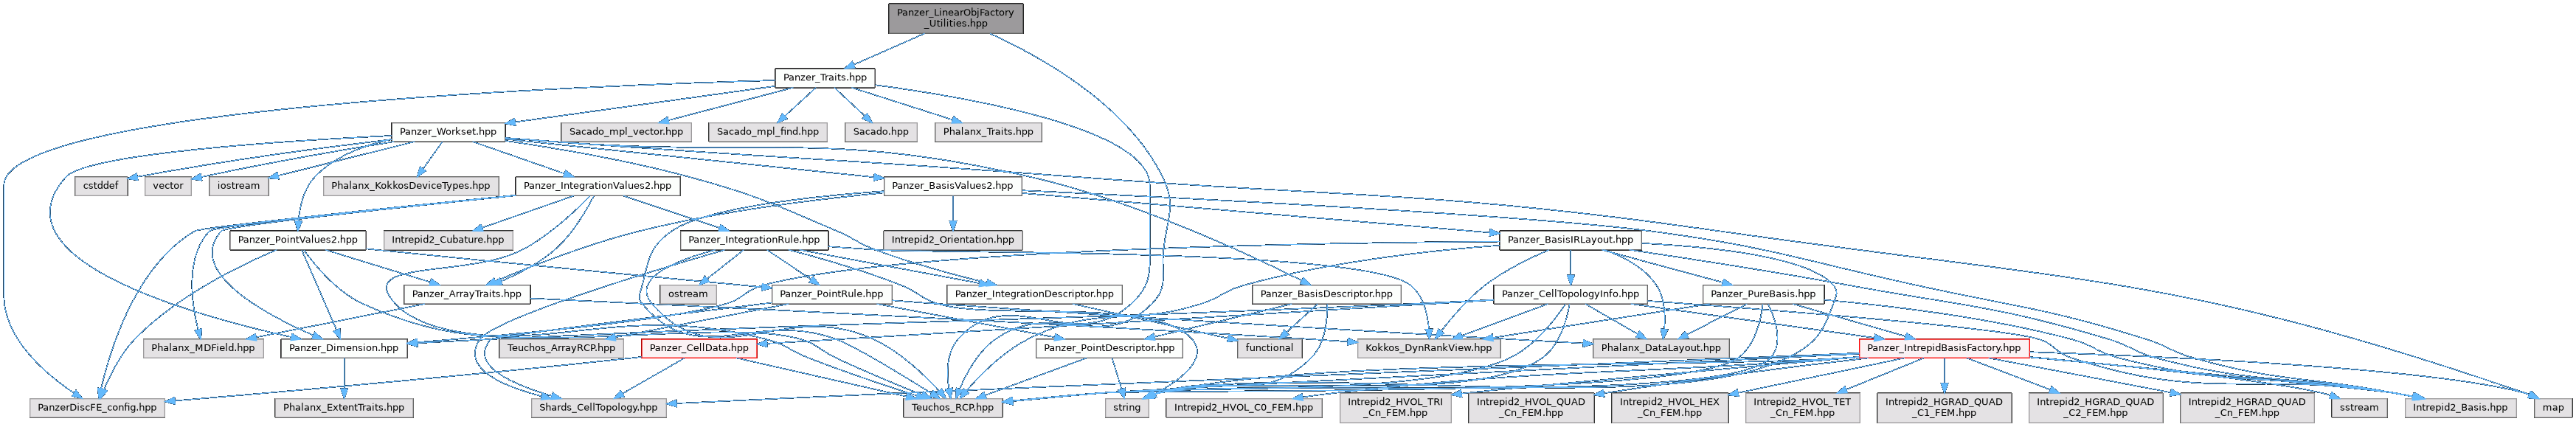 Panzer_LinearObjFactory
_Utilities.hpp
Panzer_Traits.hpp
Panzer_Workset.hpp
Sacado_mpl_vector.hpp
Sacado_mpl_find.hpp
Sacado.hpp
Phalanx_Traits.hpp
cstddef
vector
iostream
Phalanx_KokkosDeviceTypes.hpp
Panzer_IntegrationValues2.hpp
Panzer_BasisValues2.hpp
Panzer_PointValues2.hpp
Intrepid2_Cubature.hpp
Panzer_IntegrationRule.hpp
Intrepid2_Orientation.hpp
Panzer_BasisIRLayout.hpp
Panzer_ArrayTraits.hpp
ostream
Panzer_PointRule.hpp
Panzer_IntegrationDescriptor.hpp
Panzer_BasisDescriptor.hpp
Panzer_CellTopologyInfo.hpp
Panzer_PureBasis.hpp
Phalanx_MDField.hpp
Panzer_Dimension.hpp
Teuchos_ArrayRCP.hpp
Panzer_CellData.hpp
Panzer_PointDescriptor.hpp
functional
Kokkos_DynRankView.hpp
Phalanx_DataLayout.hpp
Panzer_IntrepidBasisFactory.hpp
PanzerDiscFE_config.hpp
Phalanx_ExtentTraits.hpp
Shards_CellTopology.hpp
Teuchos_RCP.hpp
string
Intrepid2_HVOL_C0_FEM.hpp
Intrepid2_HVOL_TRI
_Cn_FEM.hpp
Intrepid2_HVOL_QUAD
_Cn_FEM.hpp
Intrepid2_HVOL_HEX
_Cn_FEM.hpp
Intrepid2_HVOL_TET
_Cn_FEM.hpp
Intrepid2_HGRAD_QUAD
_C1_FEM.hpp
Intrepid2_HGRAD_QUAD
_C2_FEM.hpp
Intrepid2_HGRAD_QUAD
_Cn_FEM.hpp
sstream
Intrepid2_Basis.hpp
map